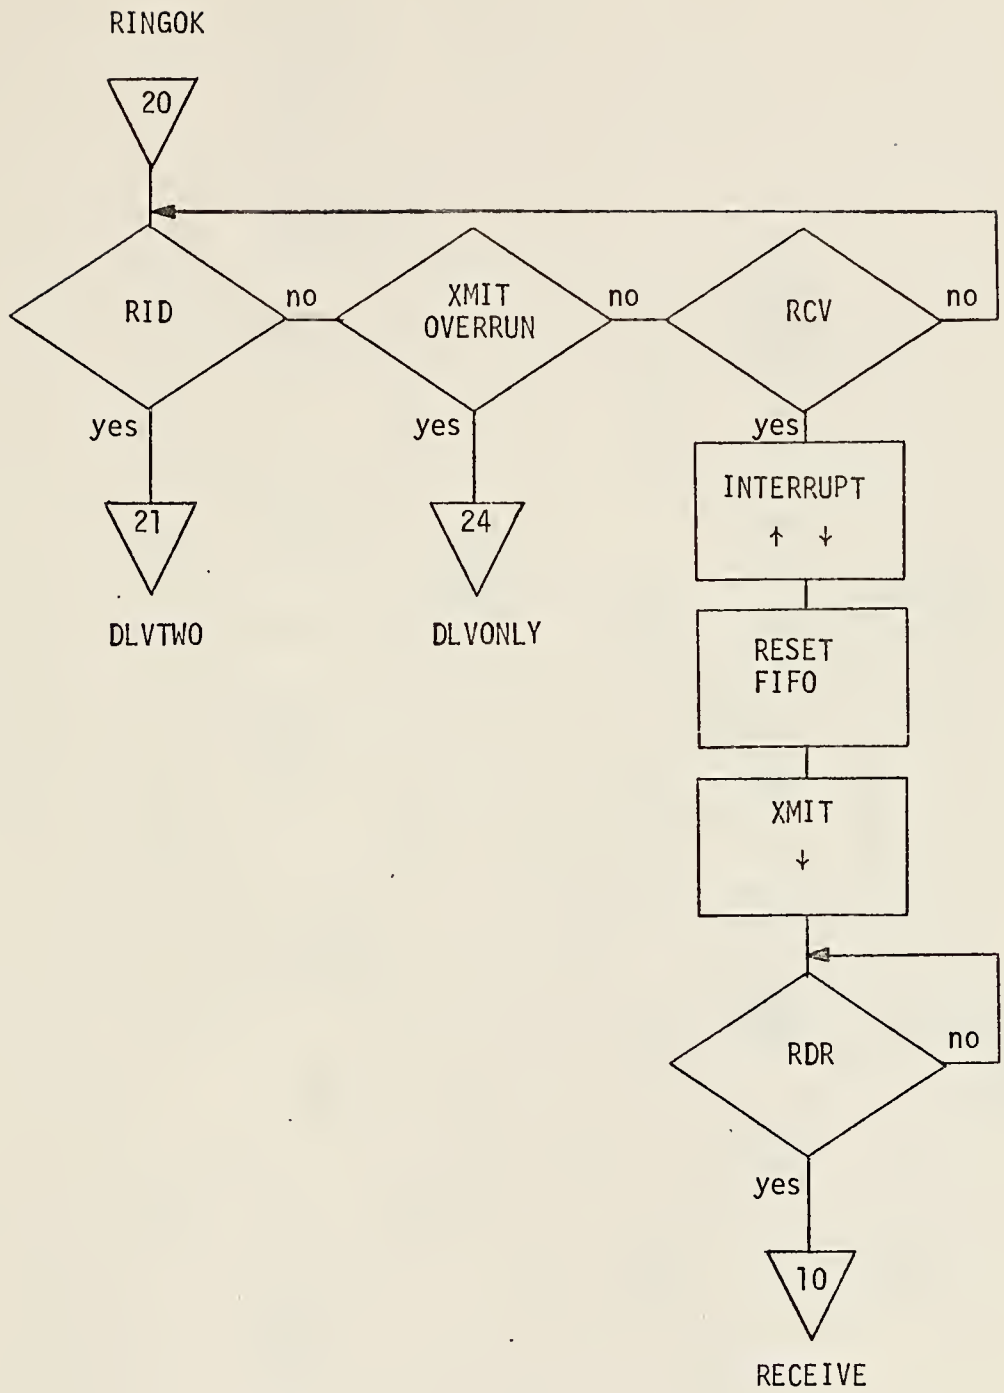 RINGOK
20
RID
no
XMIT
OVERRUN
no
RCV
no
yes
yes
yes
21
24
INTERRUPT
↑ ↓
DLVTWO
DLVONLY
RESET
FIFO
XMIT
↓
RDR
no
yes
10
RECEIVE